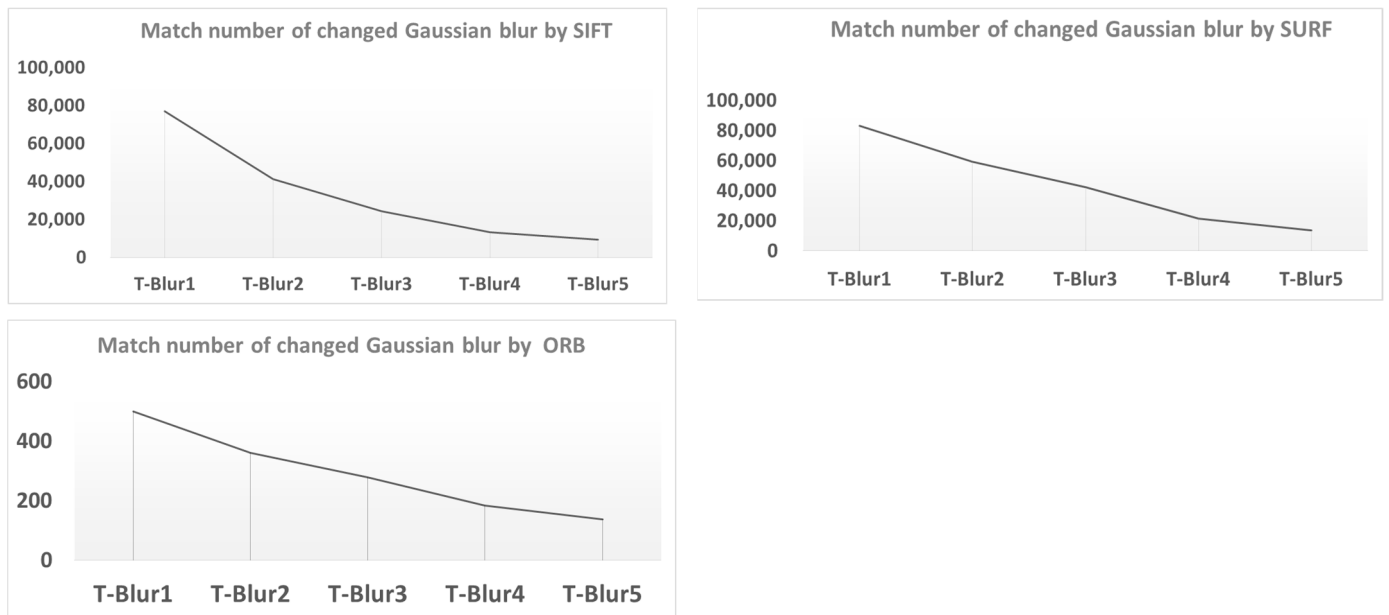 Match number of changed Gaussian blur by SIFT
100,000
80,000
60,000
40,000
20,000
0
T-Blur1 T-Blur2 T-Blur3 T-Blur4 T-Blur5
Match number of changed Gaussian blur by SURF
100,000
80,000
60,000
40,000
20,000
0
T-Blur1 T-Blur2 T-Blur3 T-Blur4 T-Blur5
Match number of changed Gaussian blur by ORB
600
400
200
0
T-Blur1 T-Blur2 T-Blur3 T-Blur4 T-Blur5